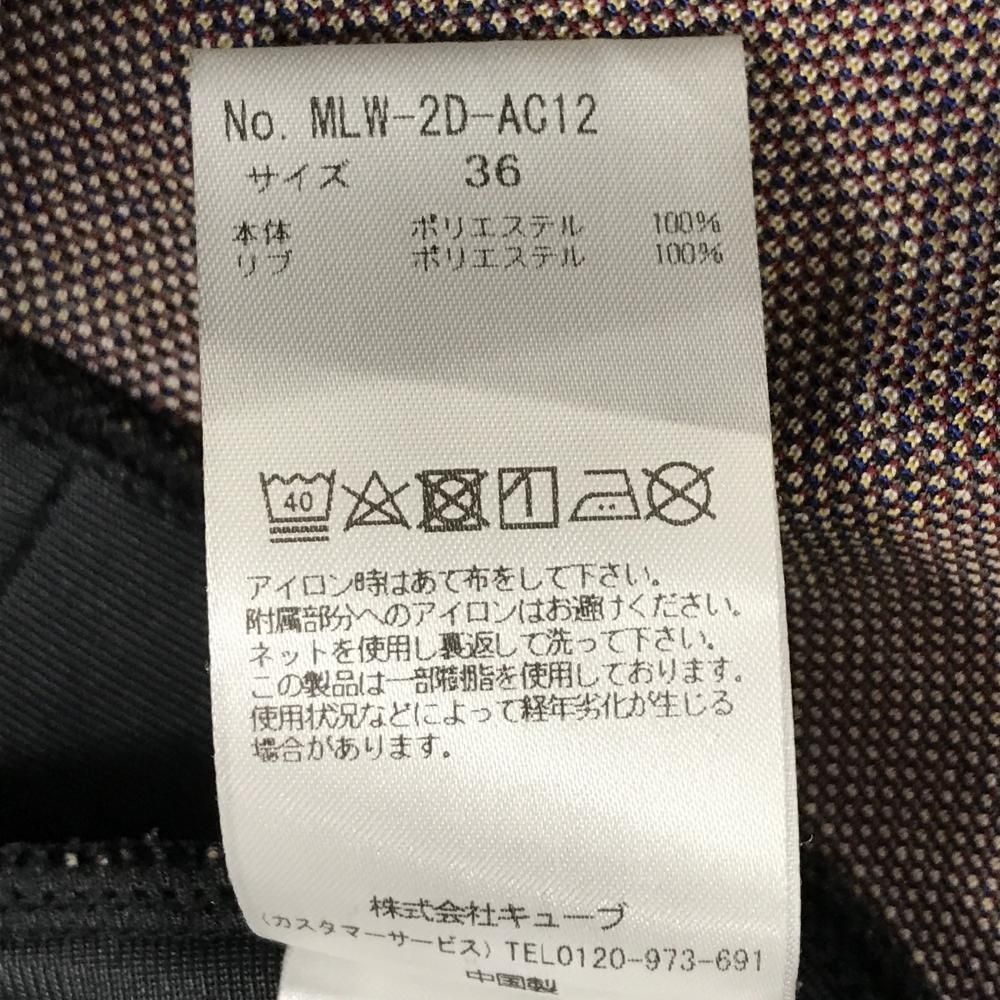 No. MLW-2D-AC12
サイズ 36
本体 ポリエステル 100%
リブ ポリエステル 100%
40
アイロン時はあて布をして下さい。
附属部分へのアイロンはお避けください。
ネットを使用し裏返して洗って下さい。
この製品は一部樹脂を使用しております。
使用状況などによって経年劣化が生じる
場合があります。
株式会社キューブ
(カスタマーサービス) TEL0120-973-691
中国製